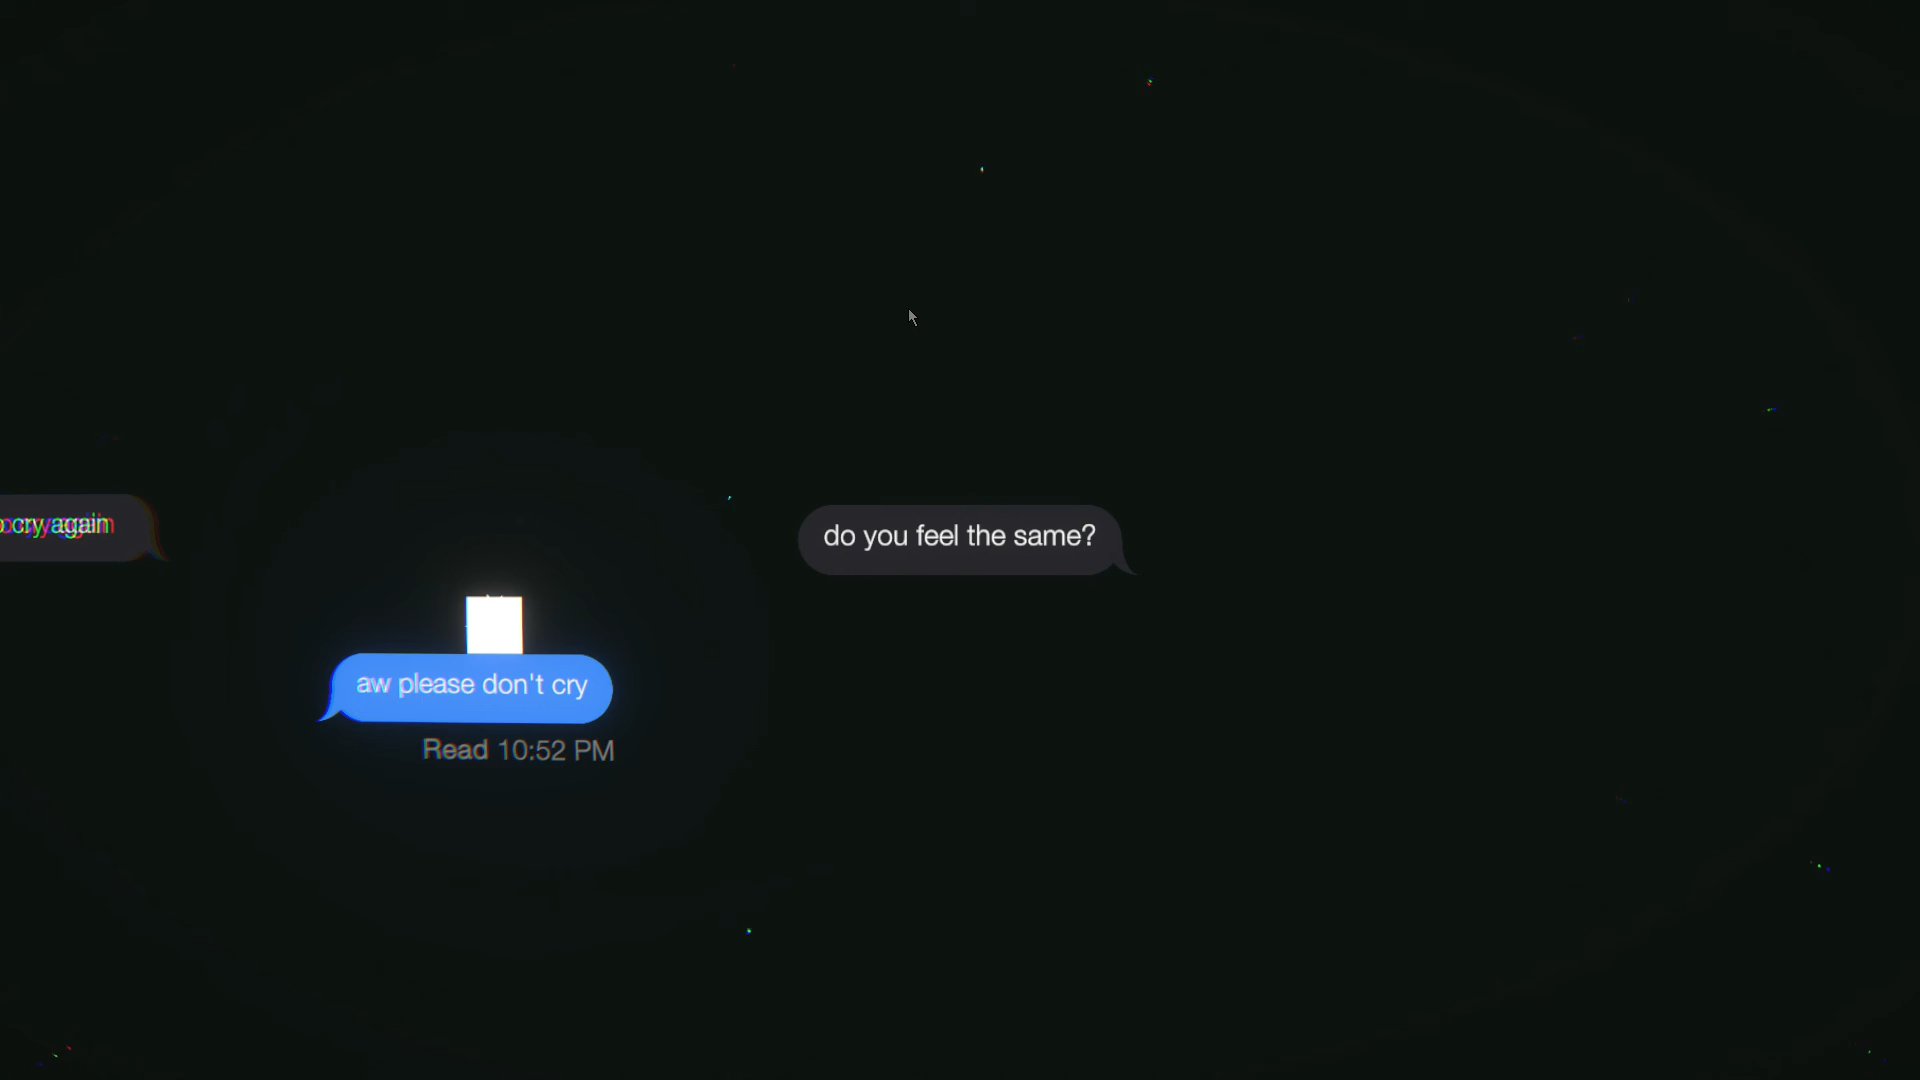 cry again
do you feel the same?
aw please don't cry
Read 10:52 PM